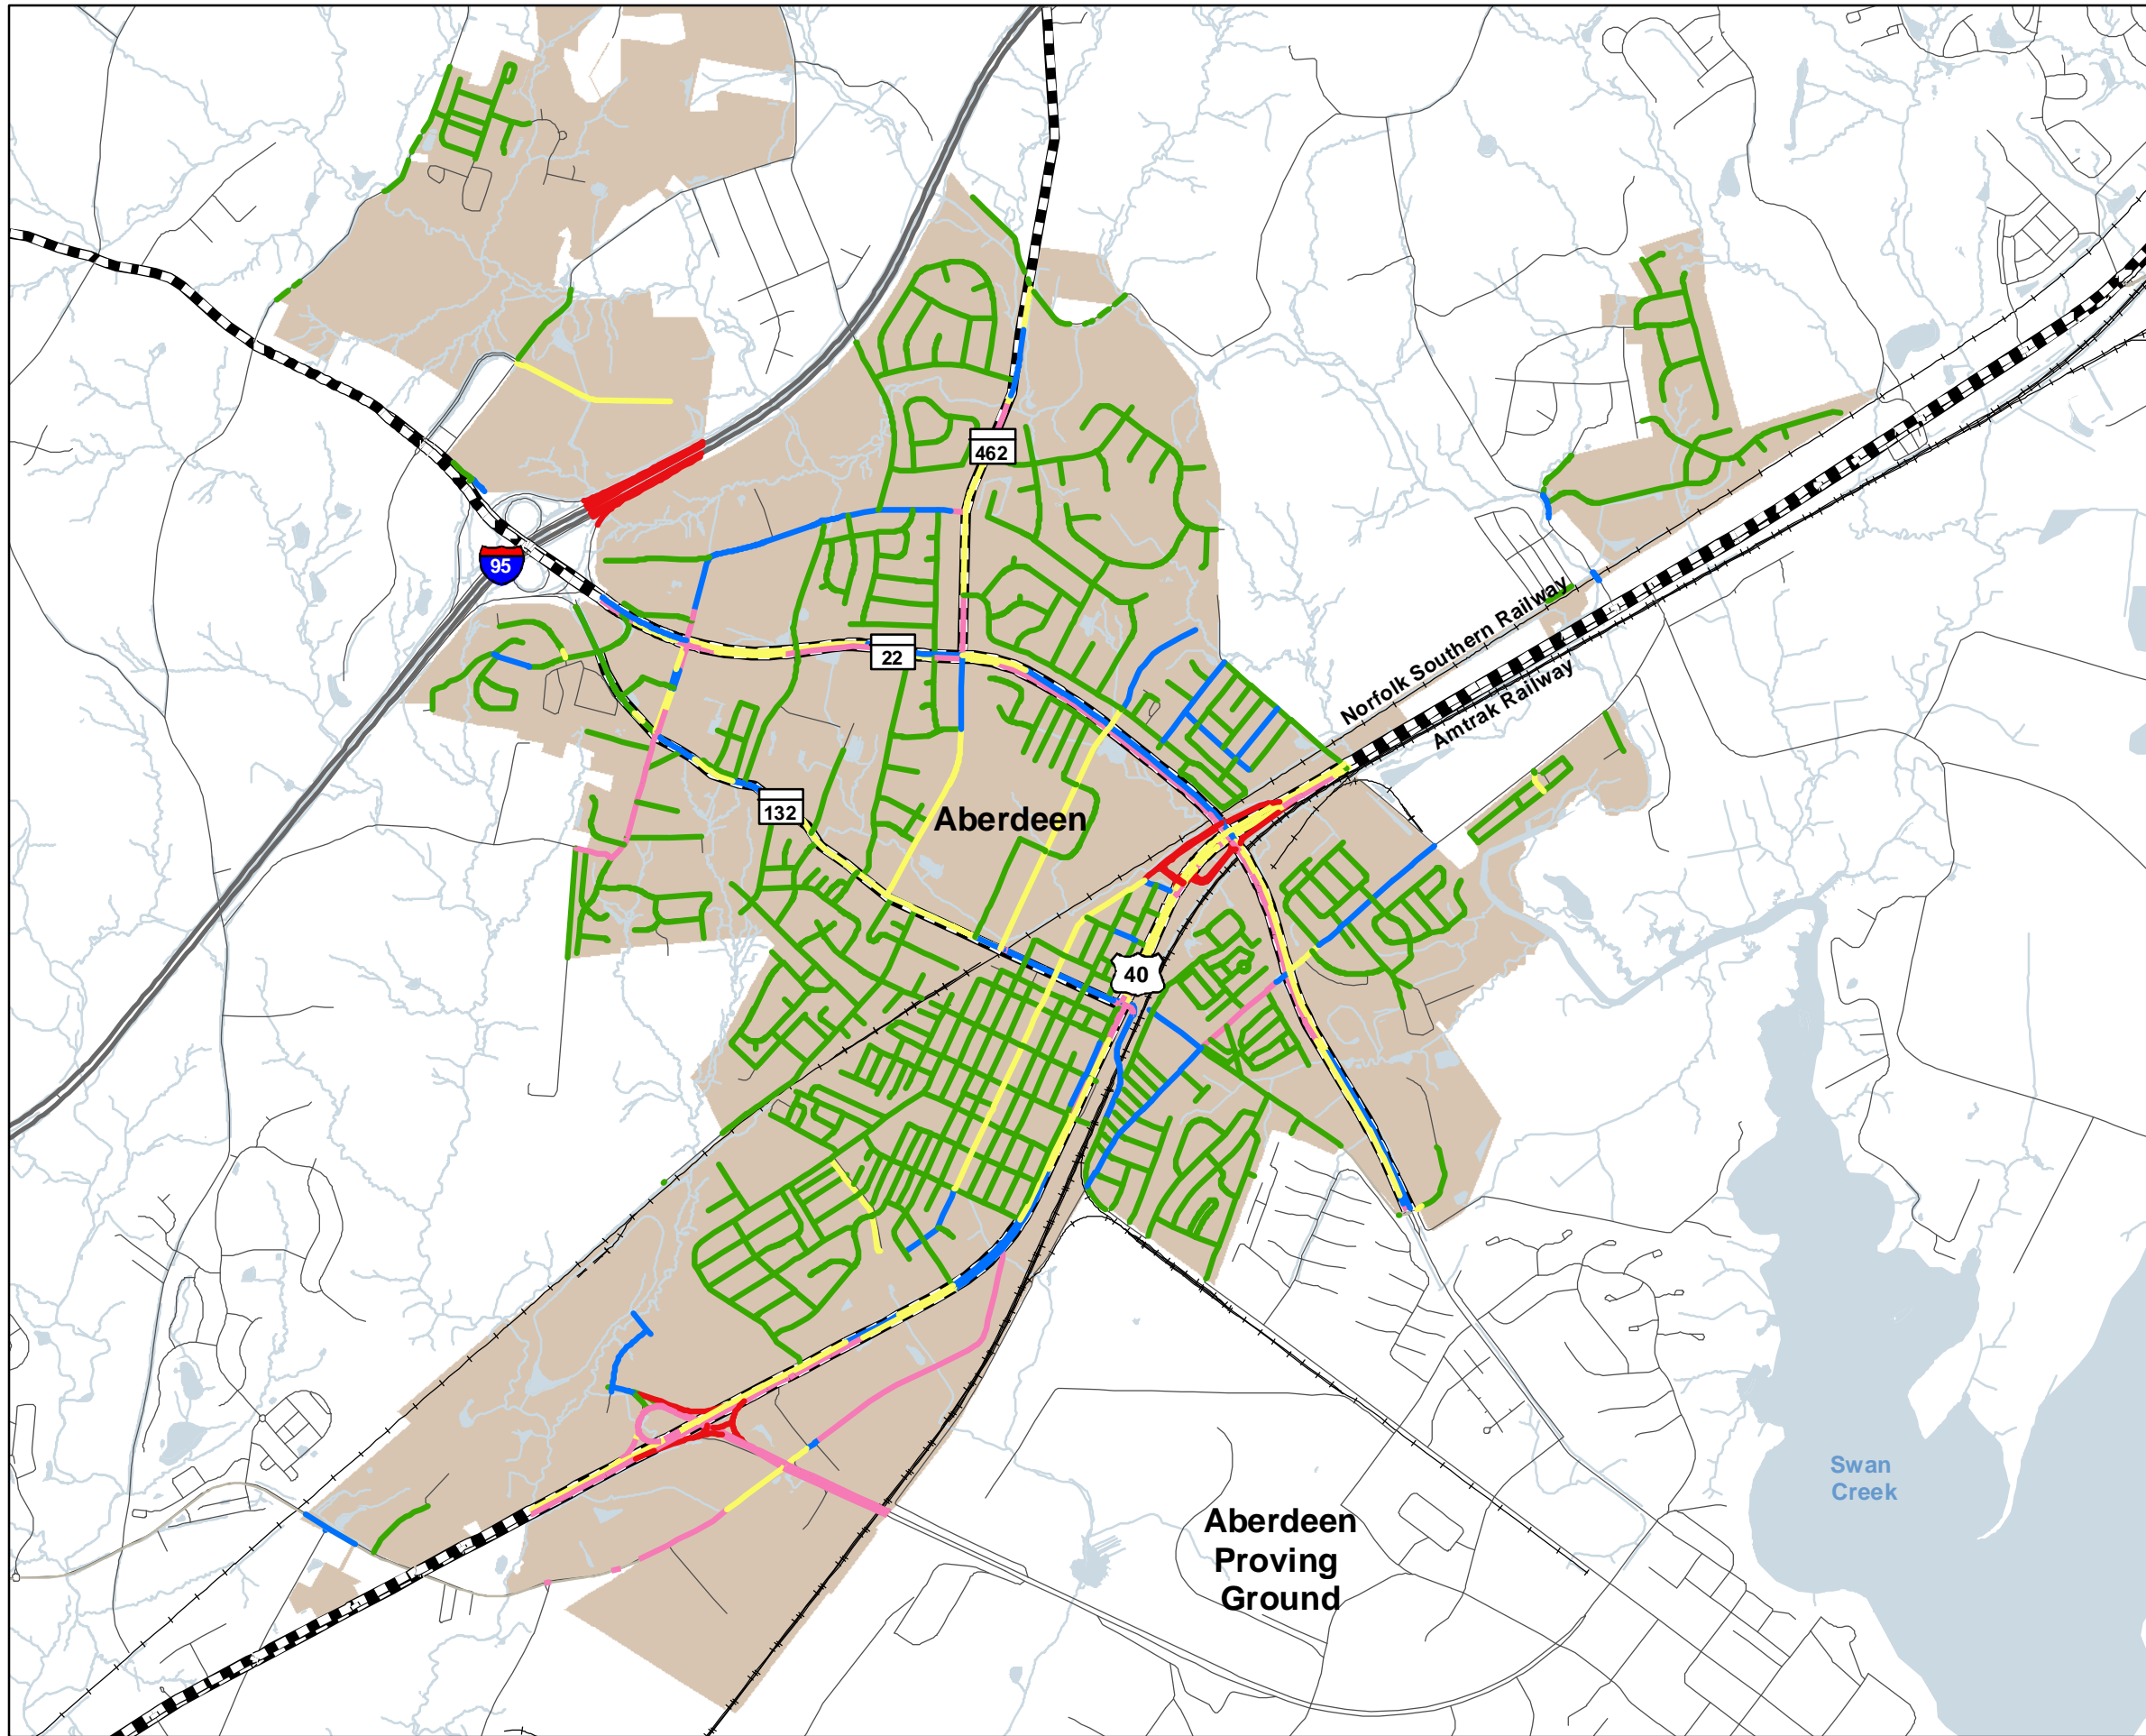 462
95
22
Norfolk Southern Railway
Amtrak Railway
132
Aberdeen
40
Swan
Creek
Aberdeen
Proving
Ground